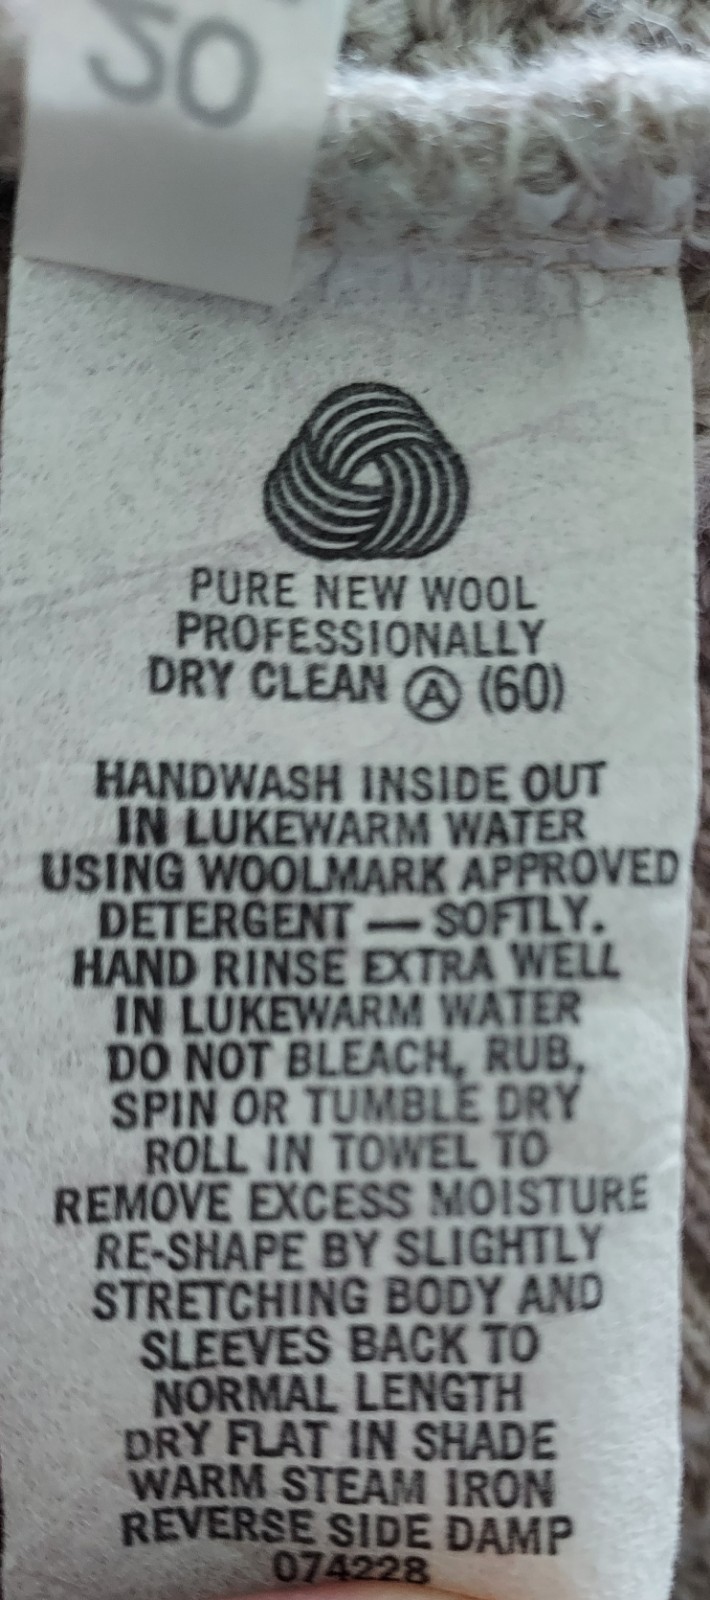 50
PURE NEW WOOL
PROFESSIONALLY
DRY CLEAN Ⓐ (60)
HANDWASH INSIDE OUT
IN LUKEWARM WATER
USING WOOLMARK APPROVED
DETERGENT — SOFTLY.
HAND RINSE EXTRA WELL
IN LUKEWARM WATER
DO NOT BLEACH, RUB,
SPIN OR TUMBLE DRY
ROLL IN TOWEL TO
REMOVE EXCESS MOISTURE
RE-SHAPE BY SLIGHTLY
STRETCHING BODY AND
SLEEVES BACK TO
NORMAL LENGTH
DRY FLAT IN SHADE
WARM STEAM IRON
REVERSE SIDE DAMP
074228